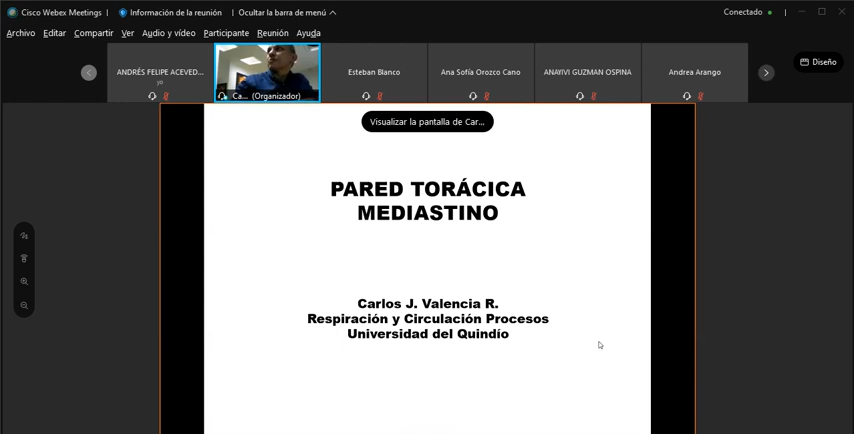 Cisco Webex Meetings | Información de la reunión | Ocultar la barra de menú Conectado
Archivo Editar Compartir Ver Audio y vídeo Participante Reunión Ayuda
ANDRÉS FELIPE ACEVED... Esteban Blanco Ana Sofía Orozco Cano ANAYIVI GUZMAN OSPINA Andrea Arango Diseño
yo
Ca... (Organizador)
Visualizar la pantalla de Car...
PARED TORÁCICA
MEDIASTINO
Carlos J. Valencia R.
Respiración y Circulación Procesos
Universidad del Quindío